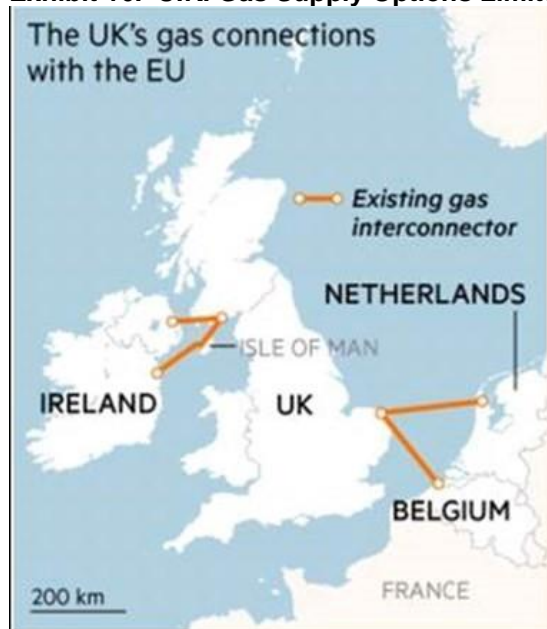 The UK's gas connections
with the EU
Existing gas
interconnector
NETHERLANDS
ISLE OF MAN
IRELAND
UK
BELGIUM
FRANCE
200 km